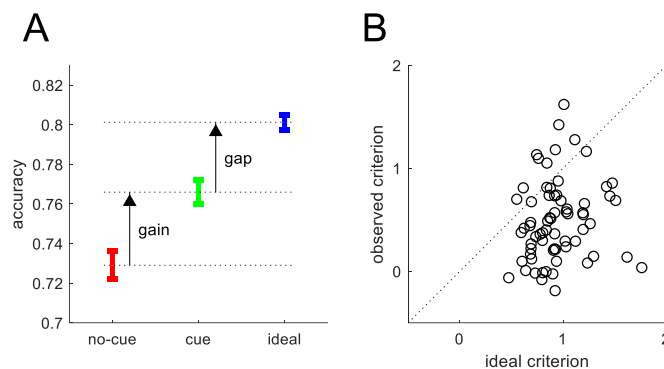 A
0.82
0.8
0.78
0.76
0.74
0.72
0.7
accuracy
gain
gap
no-cue
cue
ideal
B
2
1
0
observed criterion
0
1
2
ideal criterion